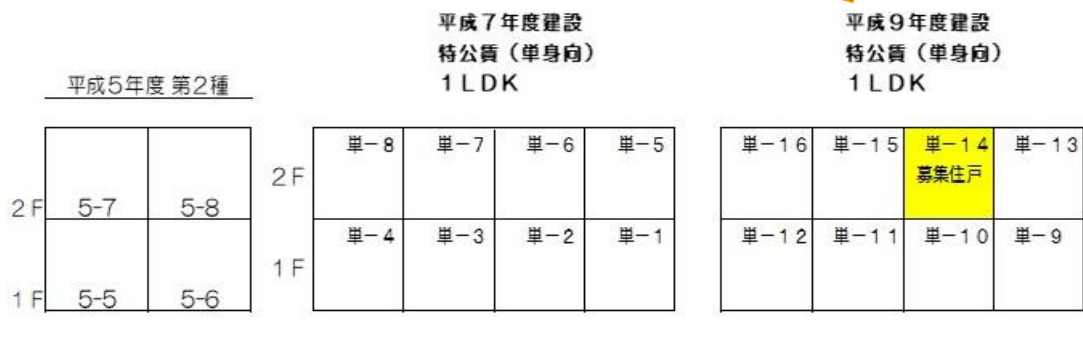 平成5年度 第2種
2F 5-7 5-8
1F 5-5 5-6
平成7年度建設
特公賃（単身向）
1LDK
2F 単-8 単-7 単-6 単-5
1F 単-4 単-3 単-2 単-1
平成9年度建設
特公賃（単身向）
1LDK
単-16 単-15 単-14 単-13
募集住戸
単-12 単-11 単-10 単-9